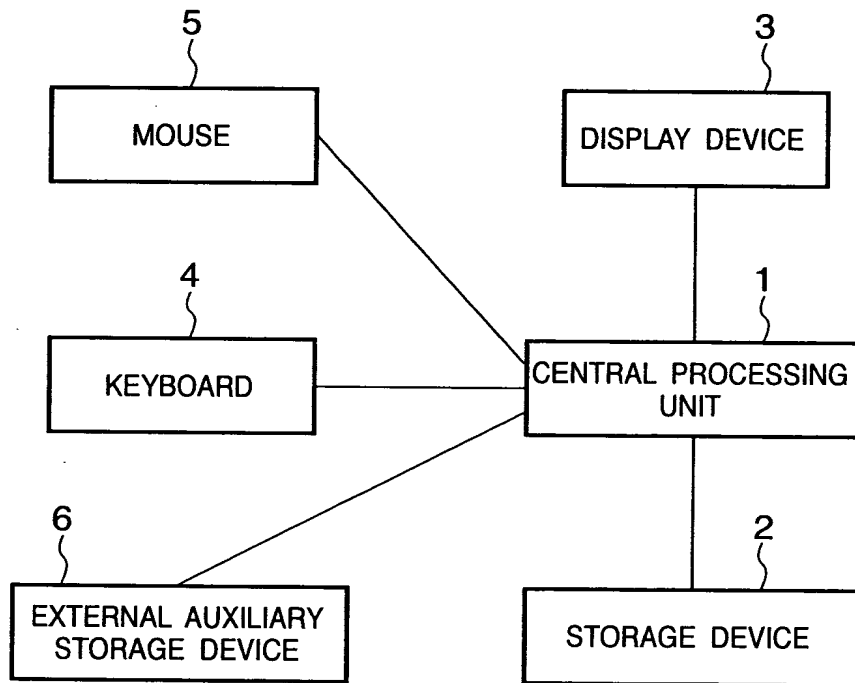 5
MOUSE
3
DISPLAY DEVICE
4
KEYBOARD
1
CENTRAL PROCESSING
UNIT
6
EXTERNAL AUXILIARY
STORAGE DEVICE
2
STORAGE DEVICE